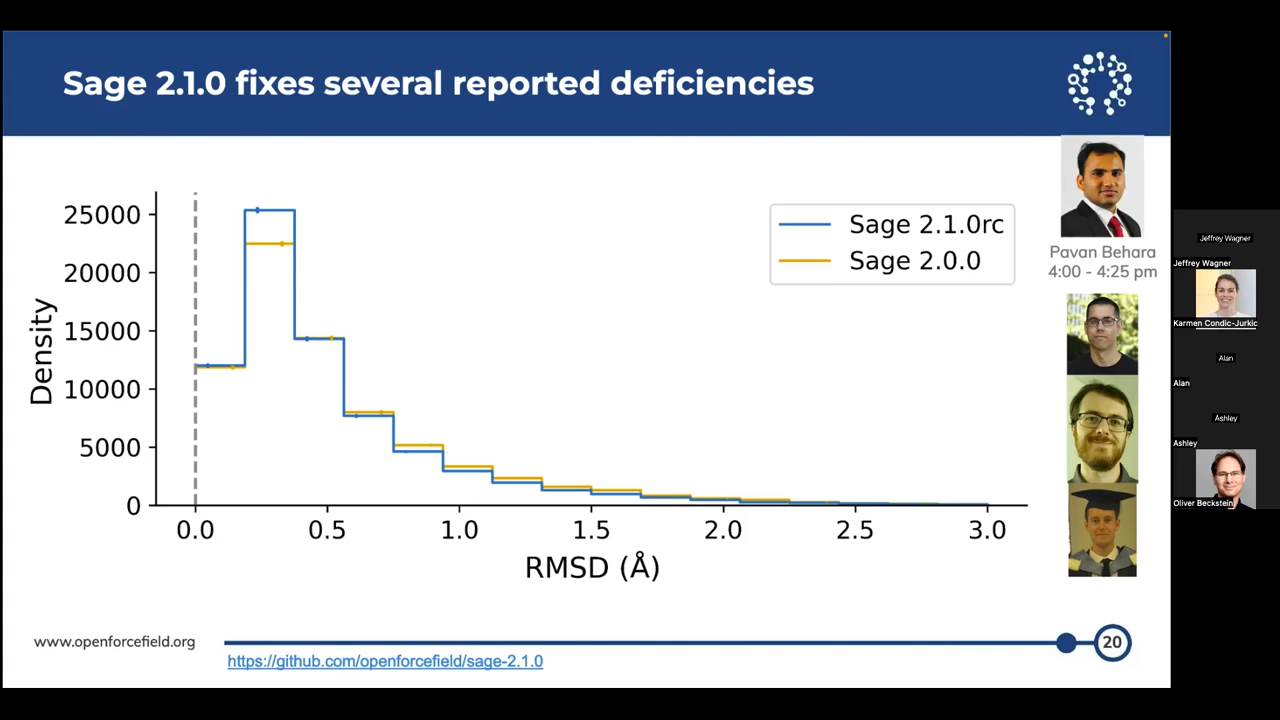 Sage 2.1.0 fixes several reported deficiencies
25000
20000
15000
10000
5000
0
Density
0.0 0.5 1.0 1.5 2.0 2.5 3.0
RMSD (Å)
Sage 2.1.0rc
Sage 2.0.0
Pavan Behara
4:00 - 4:25 pm
www.openforcefield.org
20
https://github.com/openforcefield/sage-2.1.0
Jeffrey Wagner
Jeffrey Wagner
Karmen Condic-Jurkic
Alan
Alan
Ashley
Ashley
Oliver Beckstein